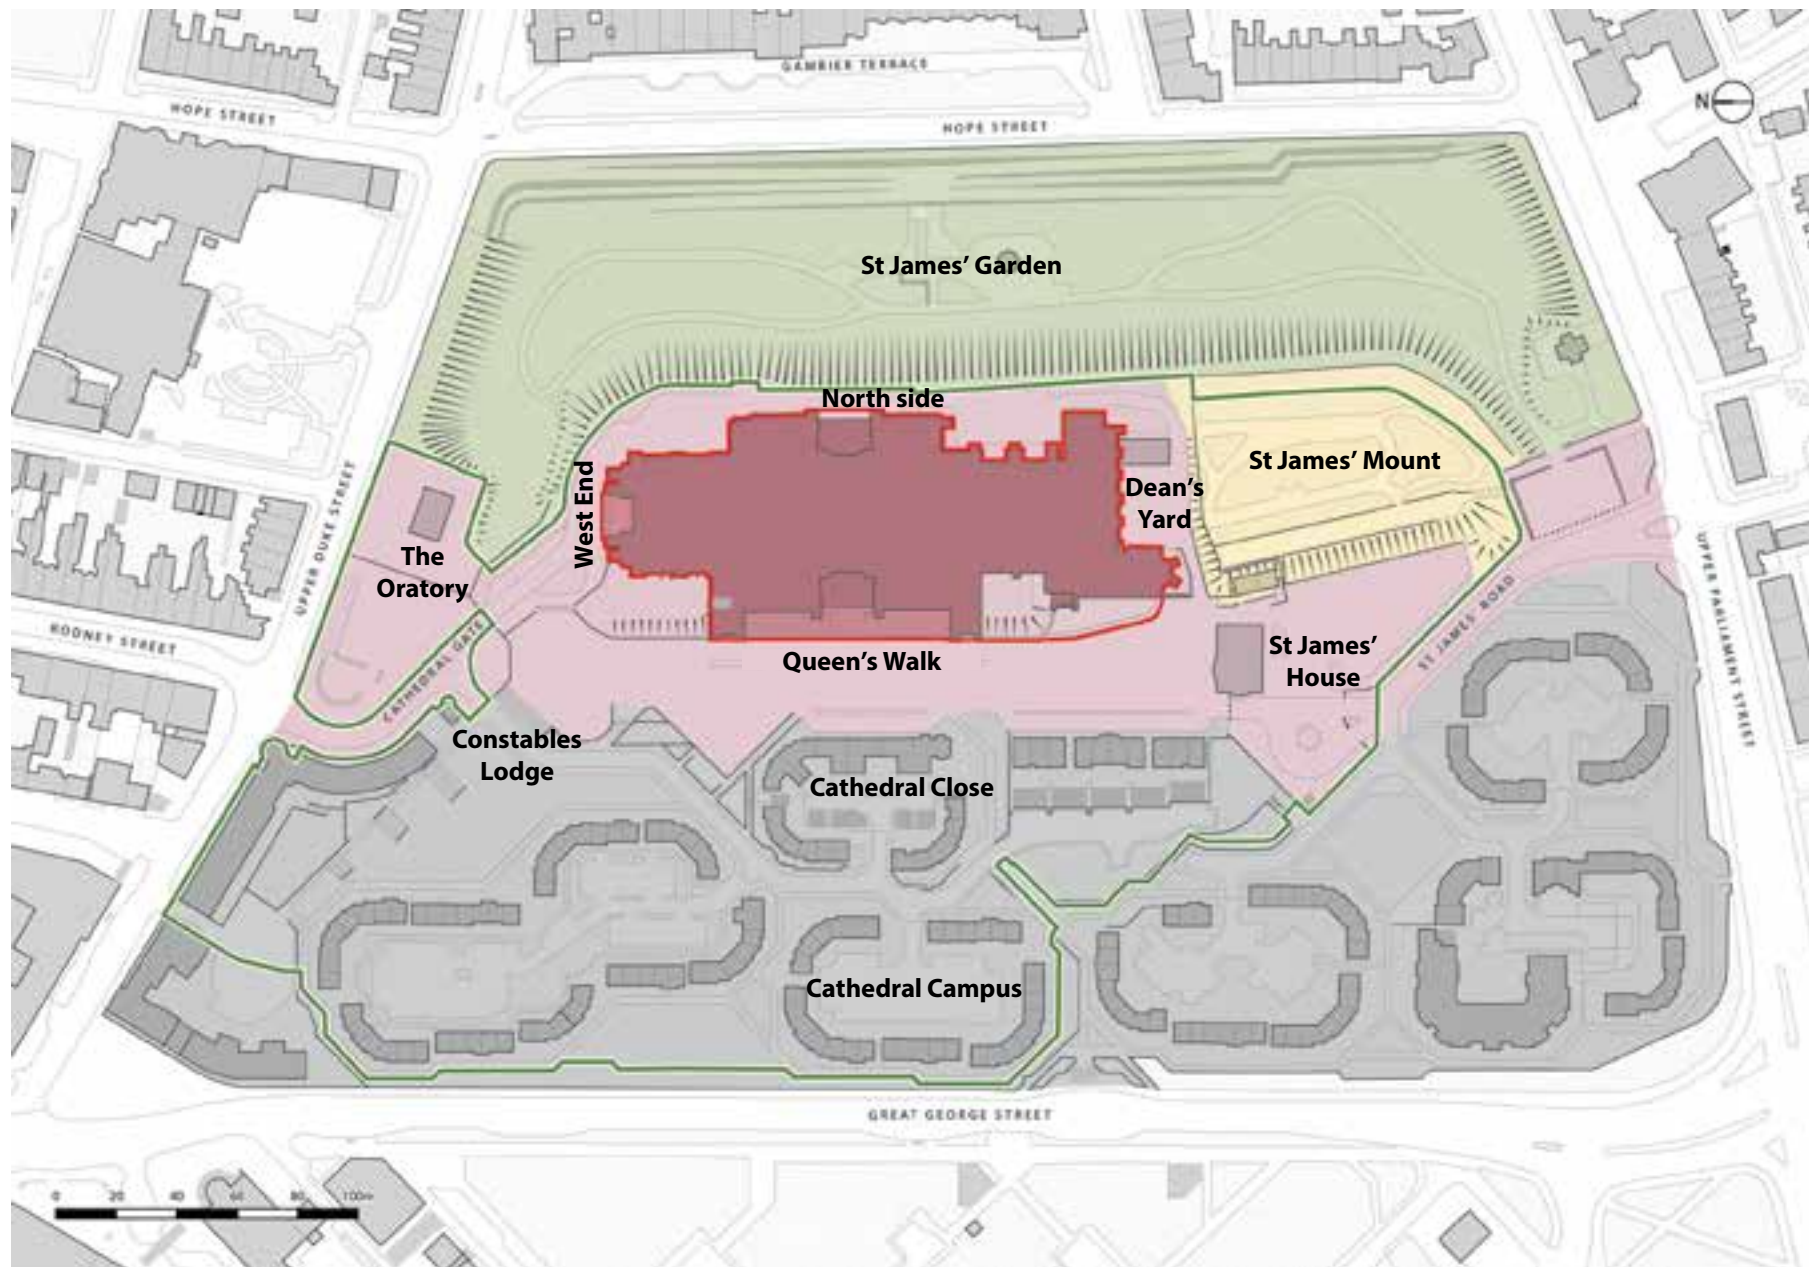 GAMBIER TERRACE
HOPE STREET
HOPE STREET
N
St James’ Garden
North side
West End
St James’ Mount
Dean’s
Yard
UPPER DUKE STREET
The
Oratory
RODNEY STREET
CATHEDRAL GATE
Queen’s Walk
St James’
House
ST JAMES ROAD
UPPER PARLIAMENT STREET
Constables
Lodge
Cathedral Close
Cathedral Campus
GREAT GEORGE STREET
0 20 40 60 80 100m